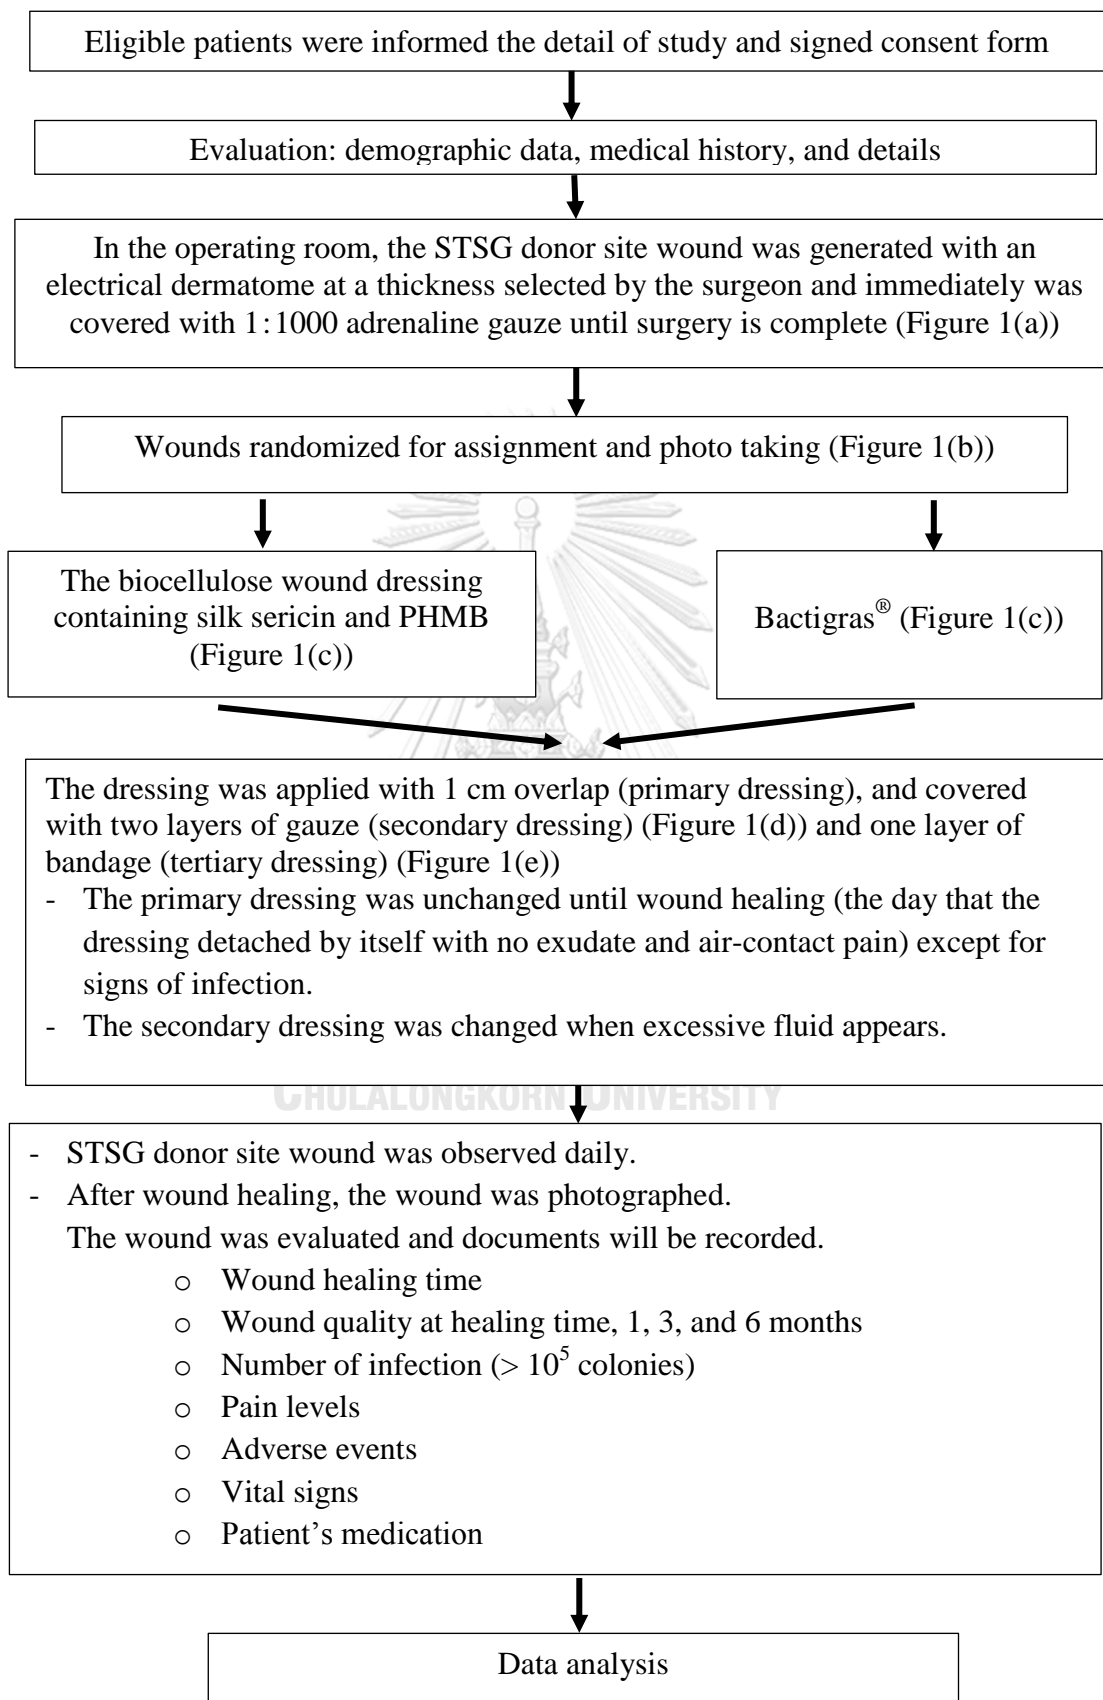 Eligible patients were informed the detail of study and signed consent form
Evaluation: demographic data, medical history, and details
In the operating room, the STSG donor site wound was generated with an
electrical dermatome at a thickness selected by the surgeon and immediately was
covered with 1:1000 adrenaline gauze until surgery is complete (Figure 1(a))
Wounds randomized for assignment and photo taking (Figure 1(b))
The biocellulose wound dressing
containing silk sericin and PHMB
(Figure 1(c))
Bactigras® (Figure 1(c))
The dressing was applied with 1 cm overlap (primary dressing), and covered
with two layers of gauze (secondary dressing) (Figure 1(d)) and one layer of
bandage (tertiary dressing) (Figure 1(e))
- The primary dressing was unchanged until wound healing (the day that the
dressing detached by itself with no exudate and air-contact pain) except for
signs of infection.
- The secondary dressing was changed when excessive fluid appears.
CHULALONGKORN UNIVERSITY
- STSG donor site wound was observed daily.
- After wound healing, the wound was photographed.
The wound was evaluated and documents will be recorded.
o Wound healing time
o Wound quality at healing time, 1, 3, and 6 months
o Number of infection (> 10⁵ colonies)
o Pain levels
o Adverse events
o Vital signs
o Patient’s medication
Data analysis